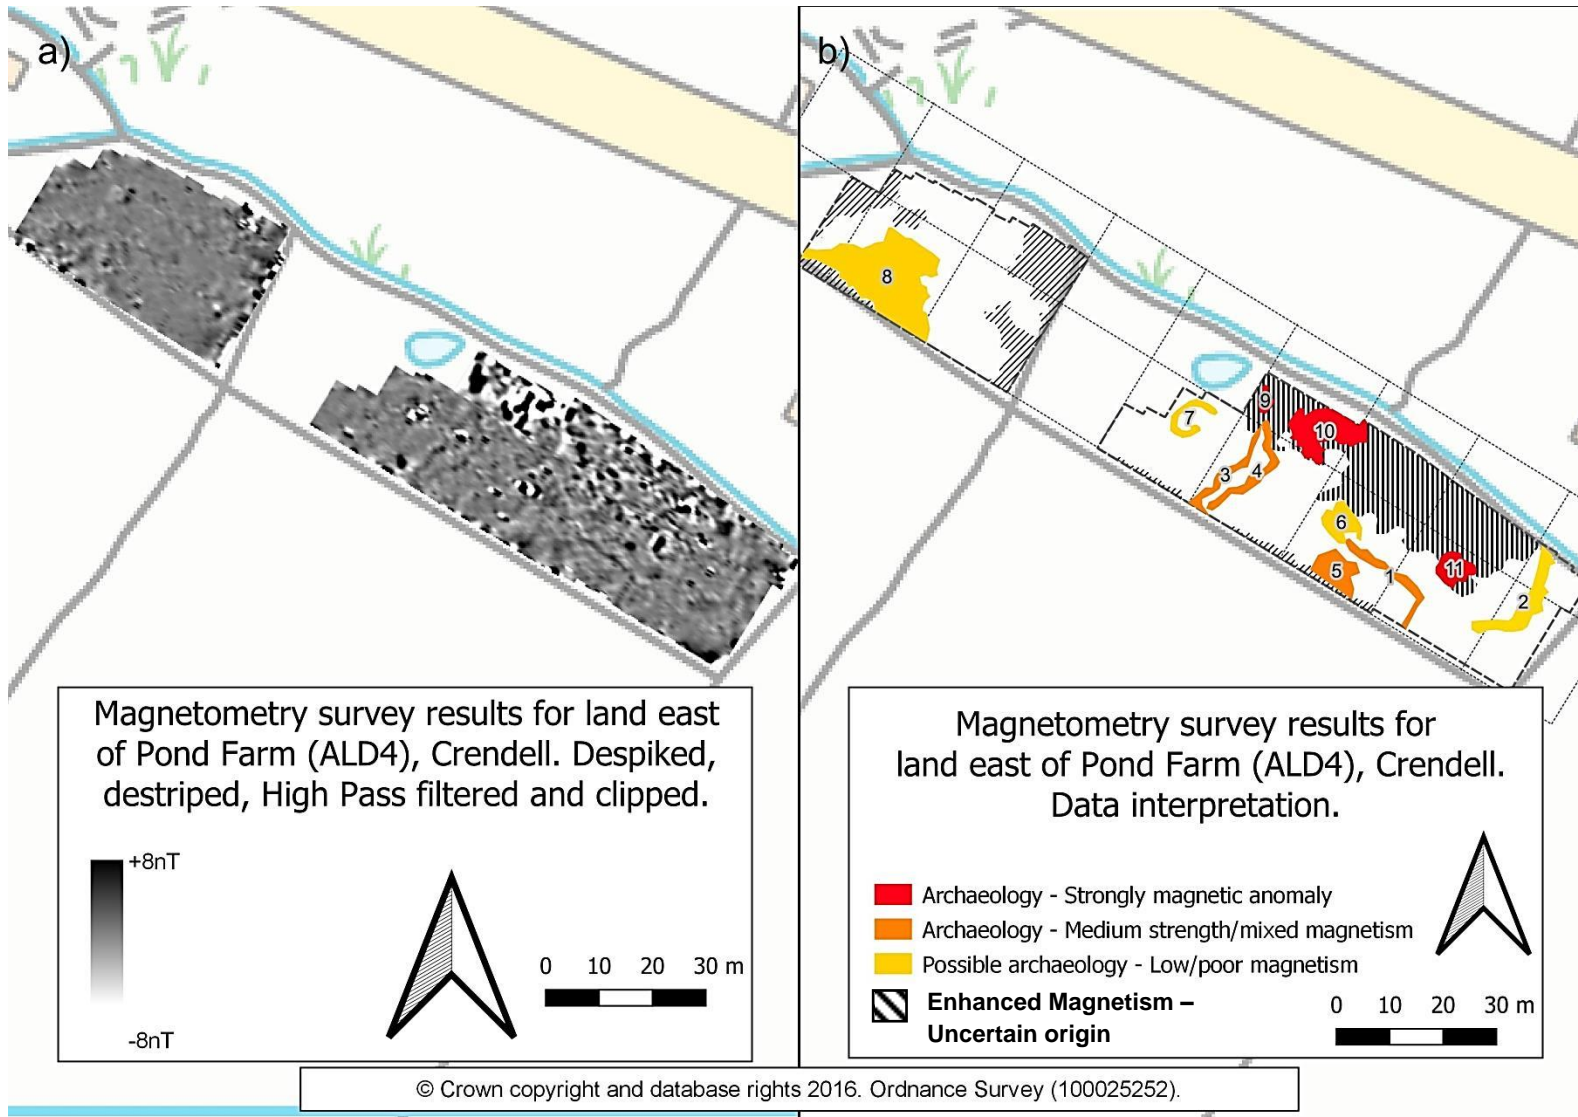 a)
Magnetometry survey results for land east
of Pond Farm (ALD4), Crendell. Despiked,
destriped, High Pass filtered and clipped.
+8nT
-8nT
0 10 20 30 m
b)
8
7
9
10
3
4
6
5
1
11
2
Magnetometry survey results for
land east of Pond Farm (ALD4), Crendell.
Data interpretation.
Archaeology - Strongly magnetic anomaly
Archaeology - Medium strength/mixed magnetism
Possible archaeology - Low/poor magnetism
Enhanced Magnetism –
Uncertain origin
0 10 20 30 m
© Crown copyright and database rights 2016. Ordnance Survey (100025252).